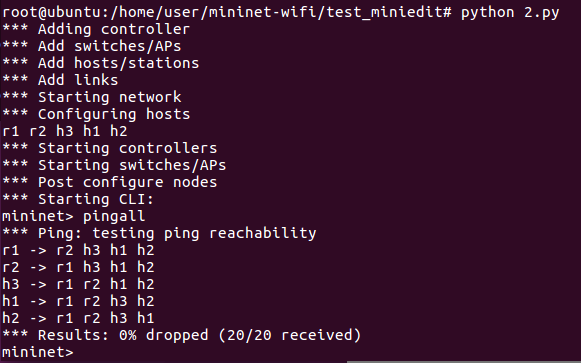 root@ubuntu:/home/user/mininet-wifi/test_miniedit# python 2.py
*** Adding controller
*** Add switches/APs
*** Add hosts/stations
*** Add links
*** Starting network
*** Configuring hosts
r1 r2 h3 h1 h2
*** Starting controllers
*** Starting switches/APs
*** Post configure nodes
*** Starting CLI:
mininet> pingall
*** Ping: testing ping reachability
r1 -> r2 h3 h1 h2
r2 -> r1 h3 h1 h2
h3 -> r1 r2 h1 h2
h1 -> r1 r2 h3 h2
h2 -> r1 r2 h3 h1
*** Results: 0% dropped (20/20 received)
mininet>